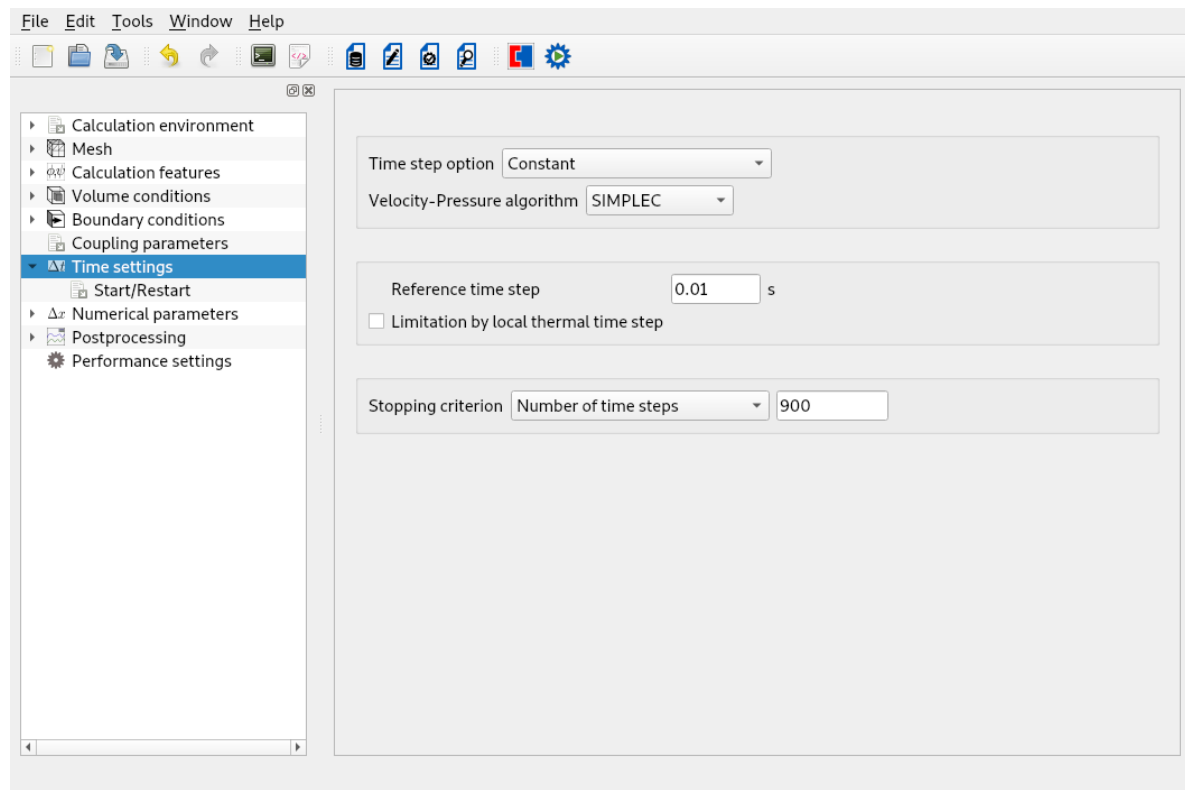 File Edit Tools Window Help
Calculation environment
Mesh
Calculation features
Volume conditions
Boundary conditions
Coupling parameters
Time settings
Start/Restart
Δx Numerical parameters
Postprocessing
Performance settings
Time step option Constant
Velocity-Pressure algorithm SIMPLEC
Reference time step 0.01 s
Limitation by local thermal time step
Stopping criterion Number of time steps 900